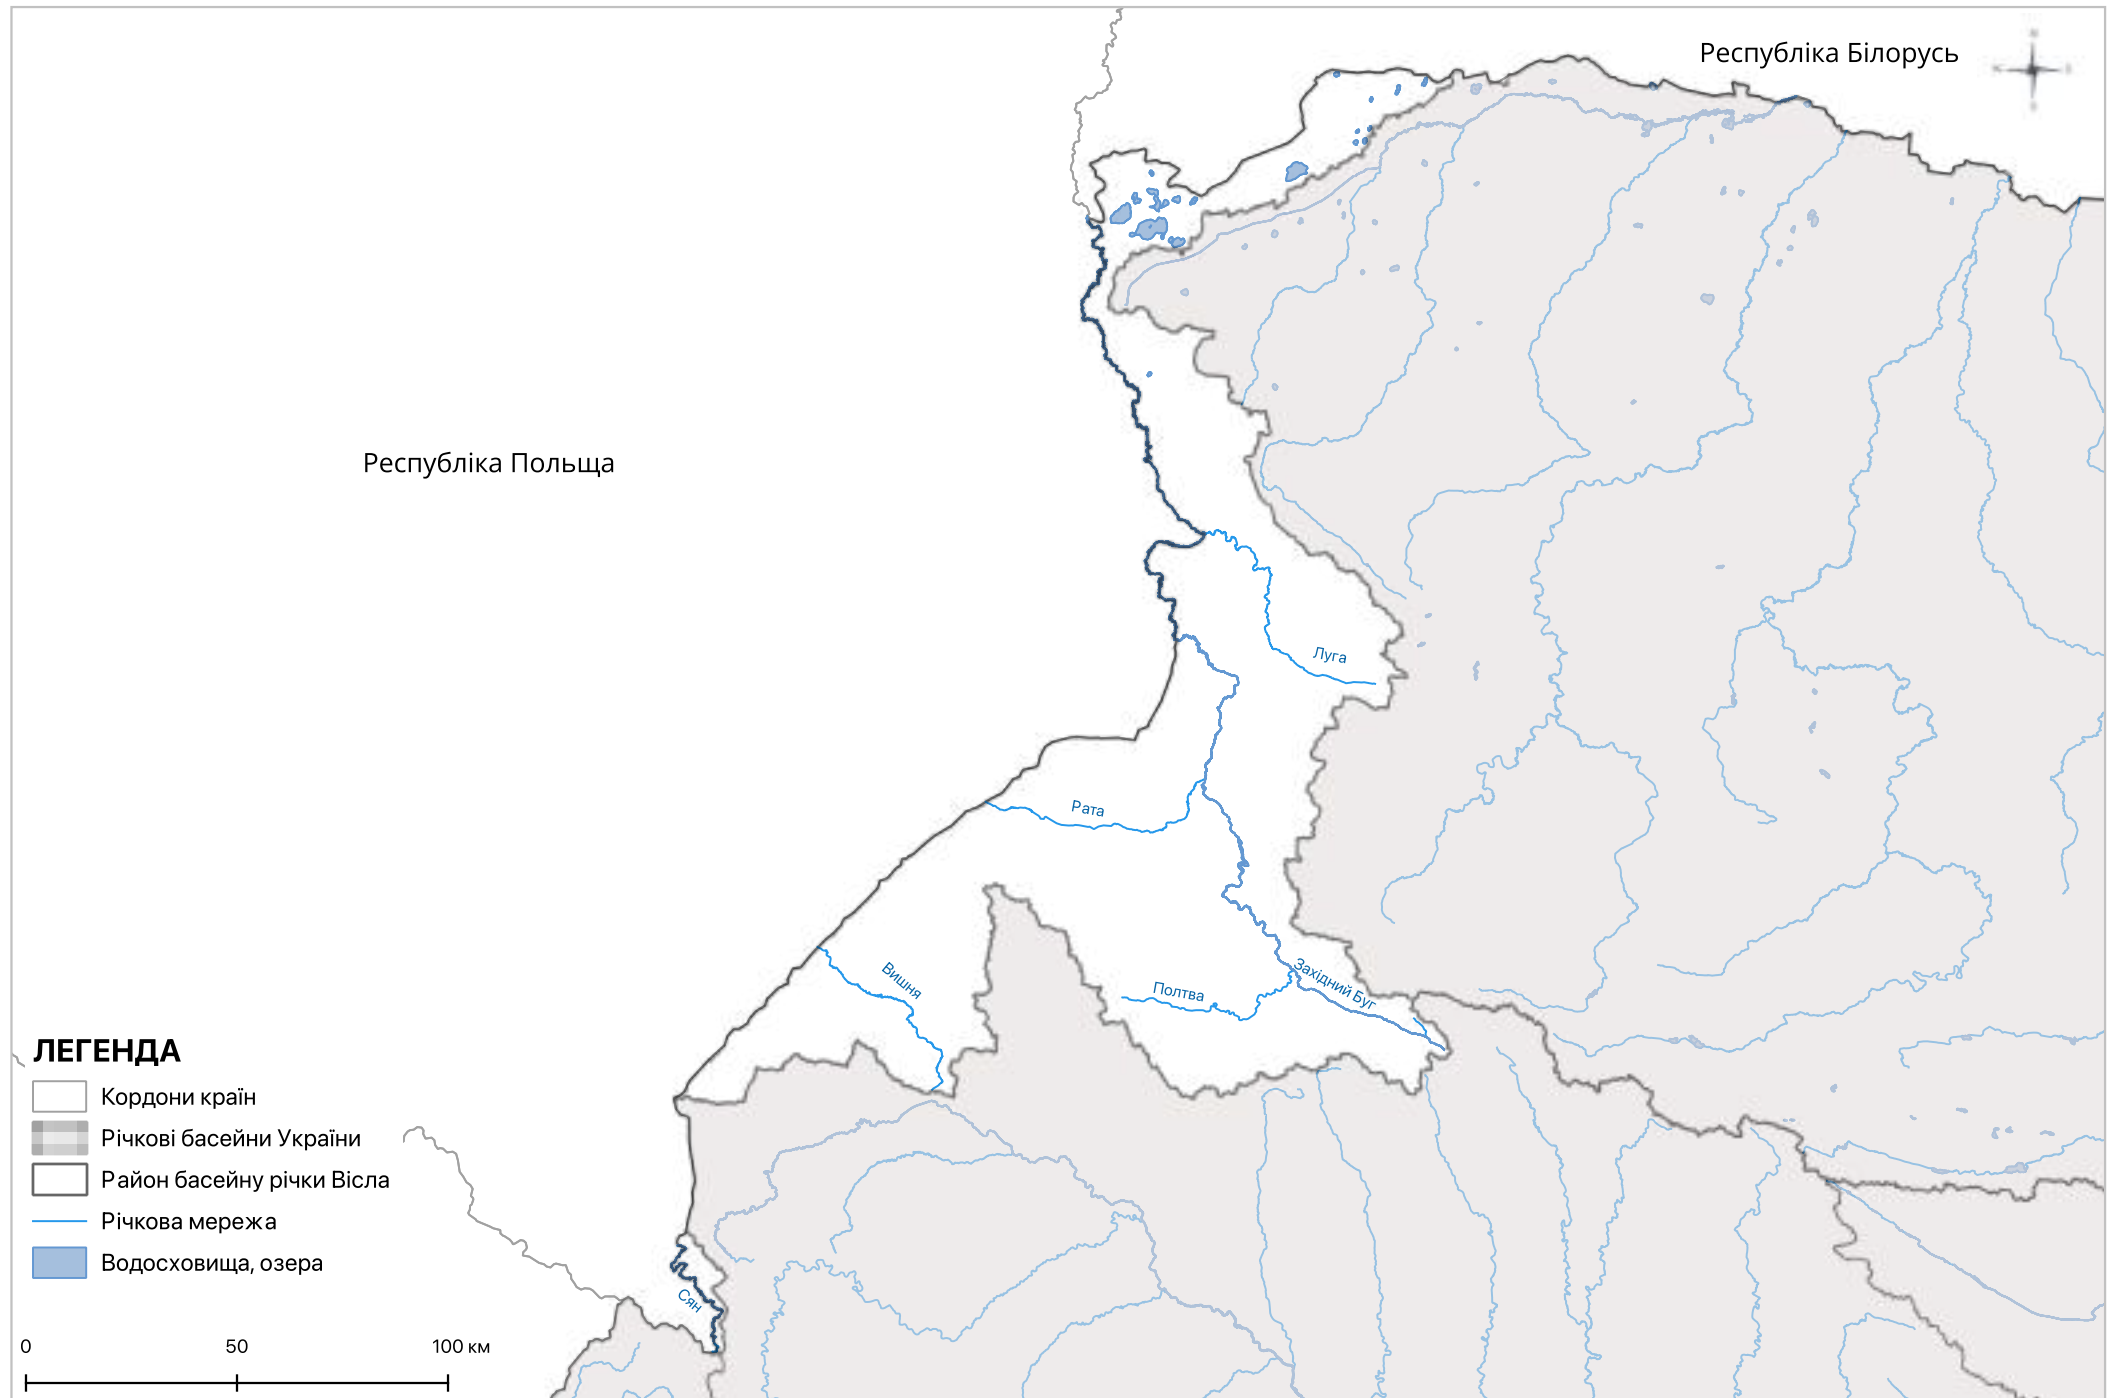 Республіка Білорусь
Республіка Польща
Луга
Рата
Вишня
Полтва
Західний Буг
Сян
ЛЕГЕНДА
Кордони країн
Річкові басейни України
Район басейну річки Вісла
Річкова мережа
Водосховища, озера
0 50 100 км